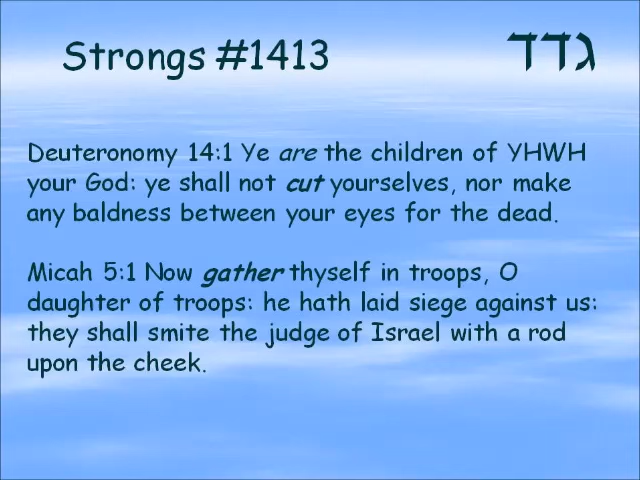 Strongs #1413 גדד
Deuteronomy 14:1 Ye are the children of YHWH
your God: ye shall not cut yourselves, nor make
any baldness between your eyes for the dead.
Micah 5:1 Now gather thyself in troops, O
daughter of troops: he hath laid siege against us:
they shall smite the judge of Israel with a rod
upon the cheek.